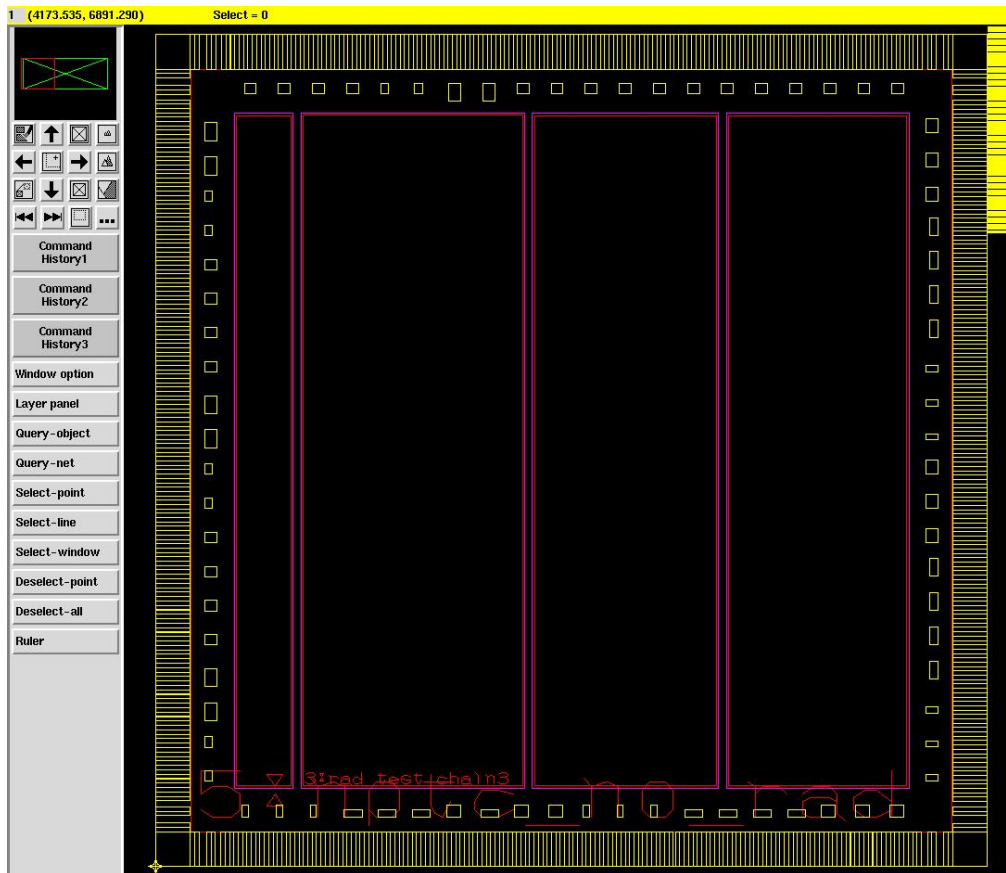 1 (4173.535, 6891.290) Select = 0
Command
History1
Command
History2
Command
History3
Window option
Layer panel
Query-object
Query-net
Select-point
Select-line
Select-window
Deselect-point
Deselect-all
Ruler
3:rad_test_chain3